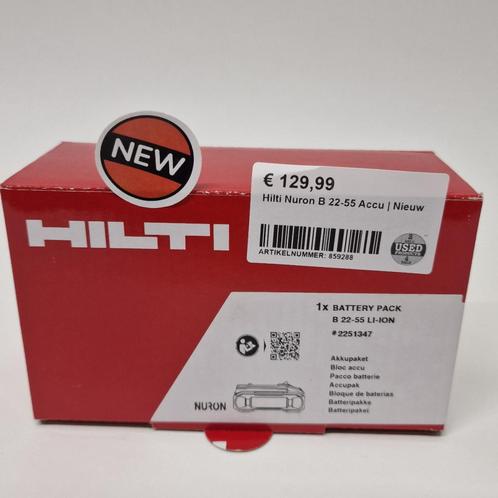 NEW
€ 129,99
Hilti Nuron B 22-55 Accu | Nieuw
ARTIKELNUMMER: 859288
USED
PRODUCTS
HILTI
1x BATTERY PACK
B 22-55 LI-ION
#2251347
Akkupaket
Bloc accu
Pacco batterie
Accupak
Bloque de baterías
Batteripakke
Batteripaket
NURON